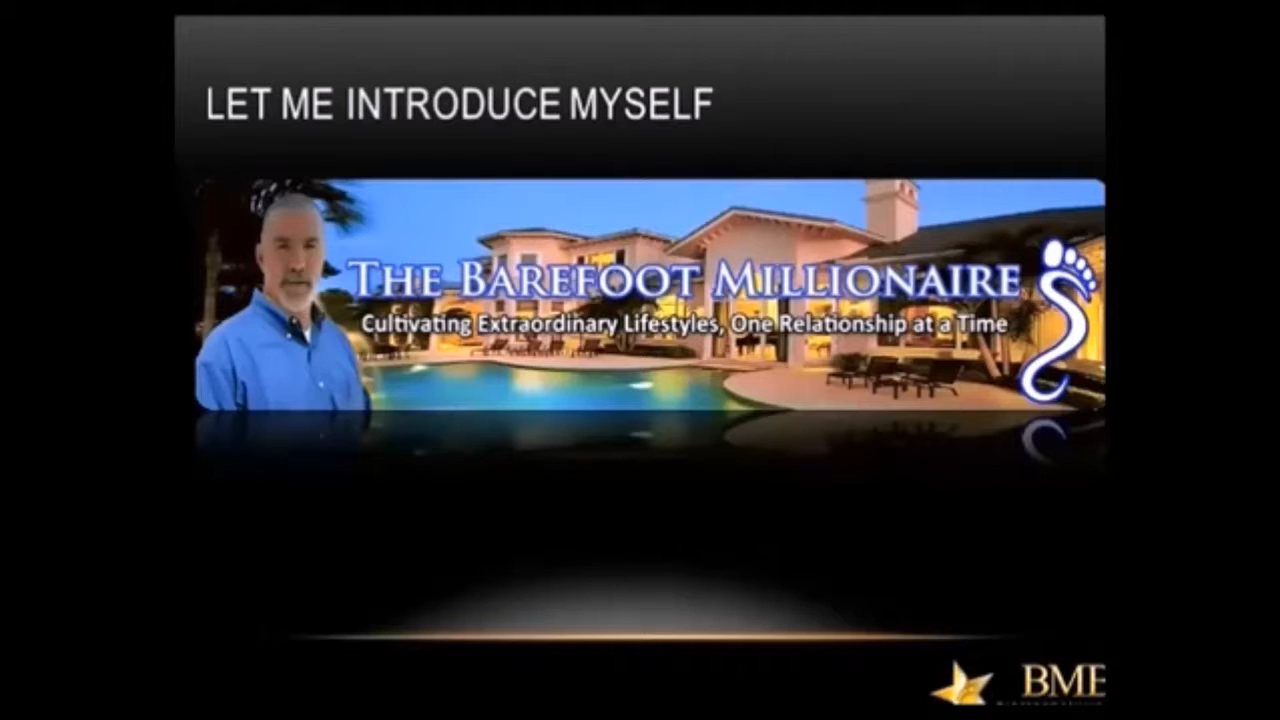 LET ME INTRODUCE MYSELF
THE BAREFOOT MILLIONAIRE
Cultivating Extraordinary Lifestyles, One Relationship at a Time
BME